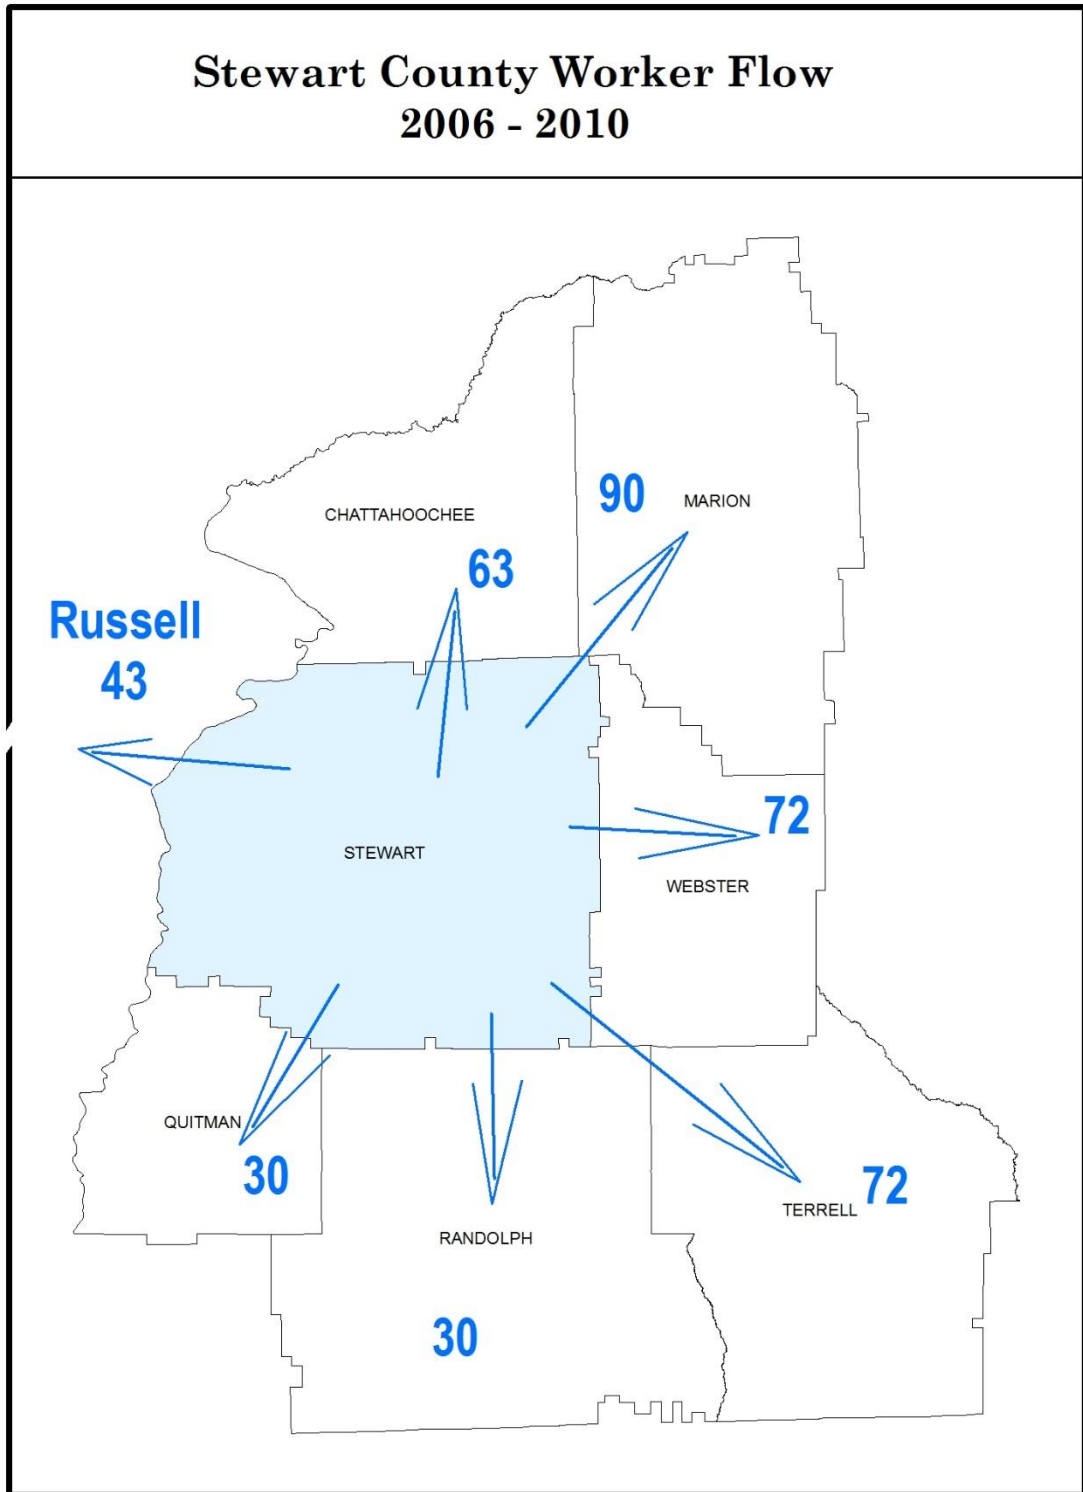 Stewart County Worker Flow
2006 - 2010
90
MARION
CHATTAHOOCHEE
63
Russell
43
72
STEWART
WEBSTER
QUITMAN
30
72
TERRELL
RANDOLPH
30